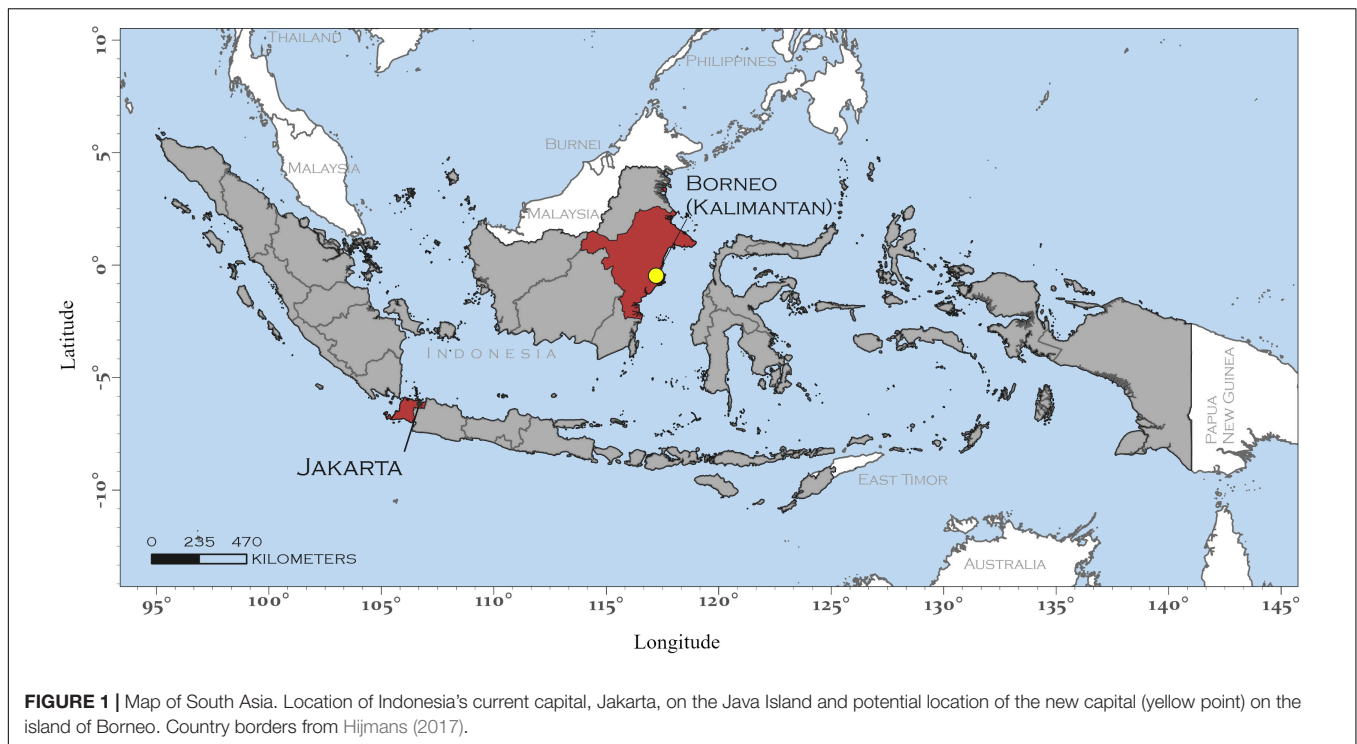 10°
5°
0°
-5°
-10°
Latitude
THAILAND
PHILIPPINES
BURNEI
MALAYSIA
MALAYSIA
BORNEO
(KALIMANTAN)
INDONESIA
JAKARTA
EAST TIMOR
PAPUA
NEW GUINEA
AUSTRALIA
0 235 470
KILOMETERS
95° 100° 105° 110° 115° 120° 125° 130° 135° 140° 145°
Longitude
FIGURE 1 | Map of South Asia. Location of Indonesia's current capital, Jakarta, on the Java Island and potential location of the new capital (yellow point) on the
island of Borneo. Country borders from Hijmans (2017).